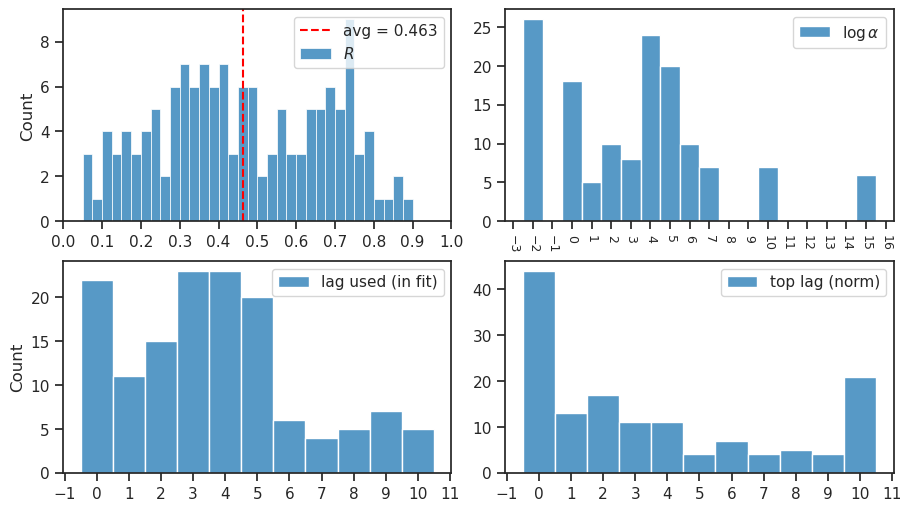 avg = 0.463
R
Count
0
2
4
6
8
0.0 0.1 0.2 0.3 0.4 0.5 0.6 0.7 0.8 0.9 1.0
log α
0
5
10
15
20
25
−3 −2 −1 0 1 2 3 4 5 6 7 8 9 10 11 12 13 14 15 16
lag used (in fit)
Count
0
5
10
15
20
−1 0 1 2 3 4 5 6 7 8 9 10 11
top lag (norm)
0
10
20
30
40
−1 0 1 2 3 4 5 6 7 8 9 10 11